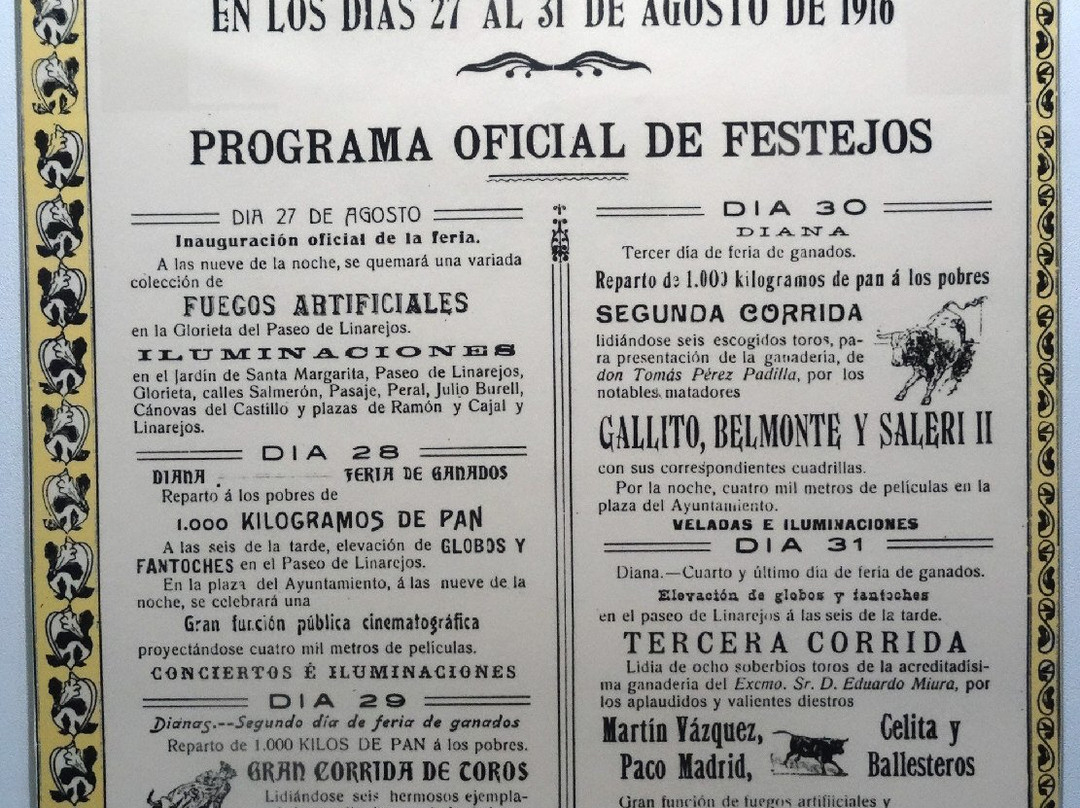 EN LOS DIAS 27 AL 31 DE AGOSTO DE 1916
PROGRAMA OFICIAL DE FESTEJOS
DIA 27 DE AGOSTO
Inauguración oficial de la feria.
A las nueve de la noche, se quemará una variada
colección de
FUEGOS ARTIFICIALES
en la Glorieta del Paseo de Linarejos.
ILUMINACIONES
en el Jardín de Santa Margarita, Paseo de Linarejos,
Glorieta, calles Salmerón, Pasaje, Peral, Julio Burell,
Cánovas del Castillo y plazas de Ramón y Cajal y
Linarejos.
DIA 28
DIANA FERIA DE GANADOS
Reparto á los pobres de
1.000 KILOGRAMOS DE PAN
A las seis de la tarde, elevación de GLOBOS Y
FANTOCHES en el Paseo de Linarejos.
En la plaza del Ayuntamiento, á las nueve de la
noche, se celebrará una
Gran función pública cinematográfica
proyectándose cuatro mil metros de películas.
CONCIERTOS É ILUMINACIONES
DIA 29
Dianas.--Segundo día de feria de ganados
Reparto de 1.000 KILOS DE PAN á los pobres.
GRAN CORRIDA DE TOROS
Lidiándose seis hermosos ejempla-
DIA 30
DIANA
Tercer día de feria de ganados.
Reparto de 1.000 kilogramos de pan á los pobres
SEGUNDA CORRIDA
lidiándose seis escogidos toros, pa-
ra presentación de la ganadería, de
don Tomás Pérez Padilla, por los
notables matadores
GALLITO, BELMONTE Y SALERI II
con sus correspondientes cuadrillas.
Por la noche, cuatro mil metros de películas en la
plaza del Ayuntamiento.
VELADAS E ILUMINACIONES
DIA 31
Diana.—Cuarto y último día de feria de ganados.
Elevación de globos y fantoches
en el paseo de Linarejos á las seis de la tarde.
TERCERA CORRIDA
Lidia de ocho soberbios toros de la acreditadísi-
ma ganadería del Excmo. Sr. D. Eduardo Miura, por
los aplaudidos y valientes diestros
Martín Vázquez, Celita y
Paco Madrid, Ballesteros
Gran función de fuegos artificiales y